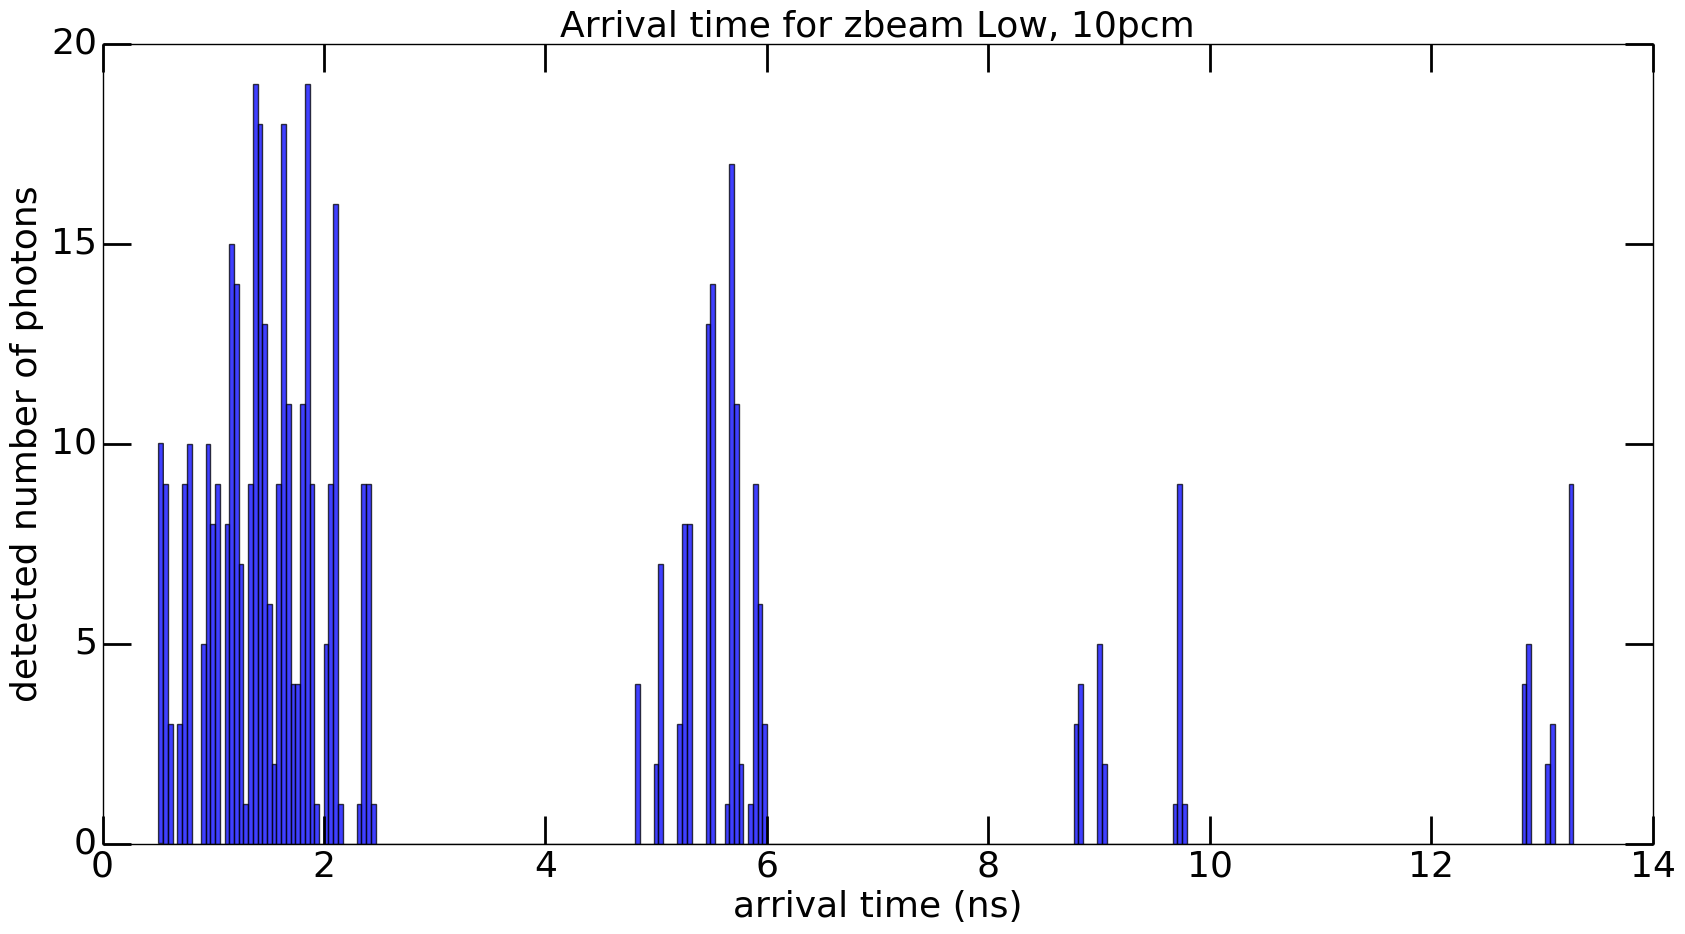 Arrival time for zbeam Low, 10pcm
20
15
10
5
0
detected number of photons
0 2 4 6 8 10 12 14
arrival time (ns)